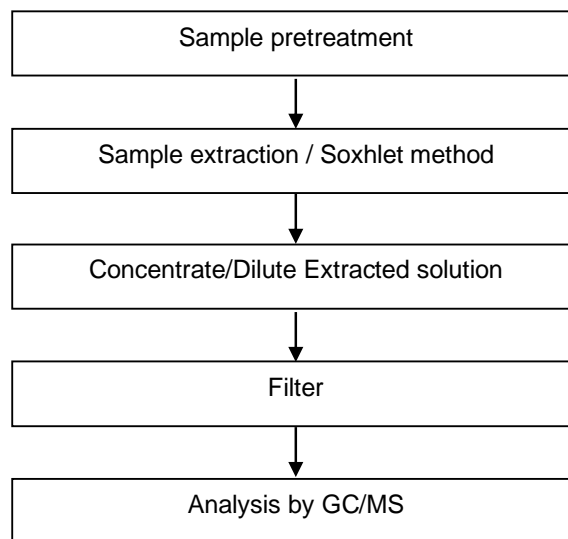 Sample pretreatment
Sample extraction / Soxhlet method
Concentrate/Dilute Extracted solution
Filter
Analysis by GC/MS